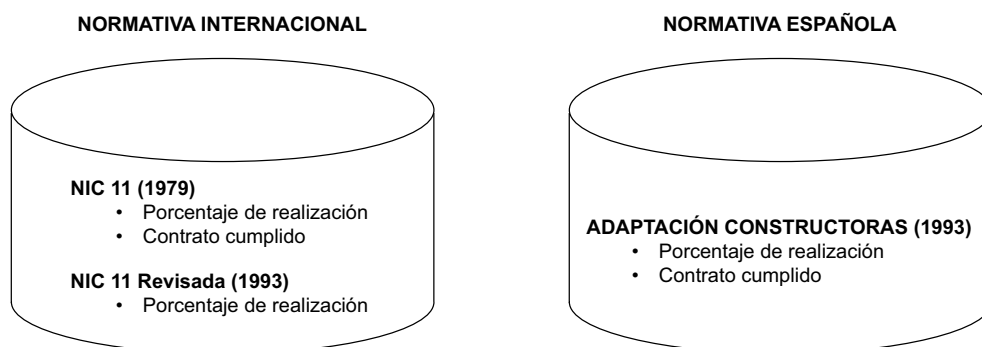 NORMATIVA INTERNACIONAL
NIC 11 (1979)
• Porcentaje de realización
• Contrato cumplido
NIC 11 Revisada (1993)
• Porcentaje de realización
NORMATIVA ESPAÑOLA
ADAPTACIÓN CONSTRUCTORAS (1993)
• Porcentaje de realización
• Contrato cumplido